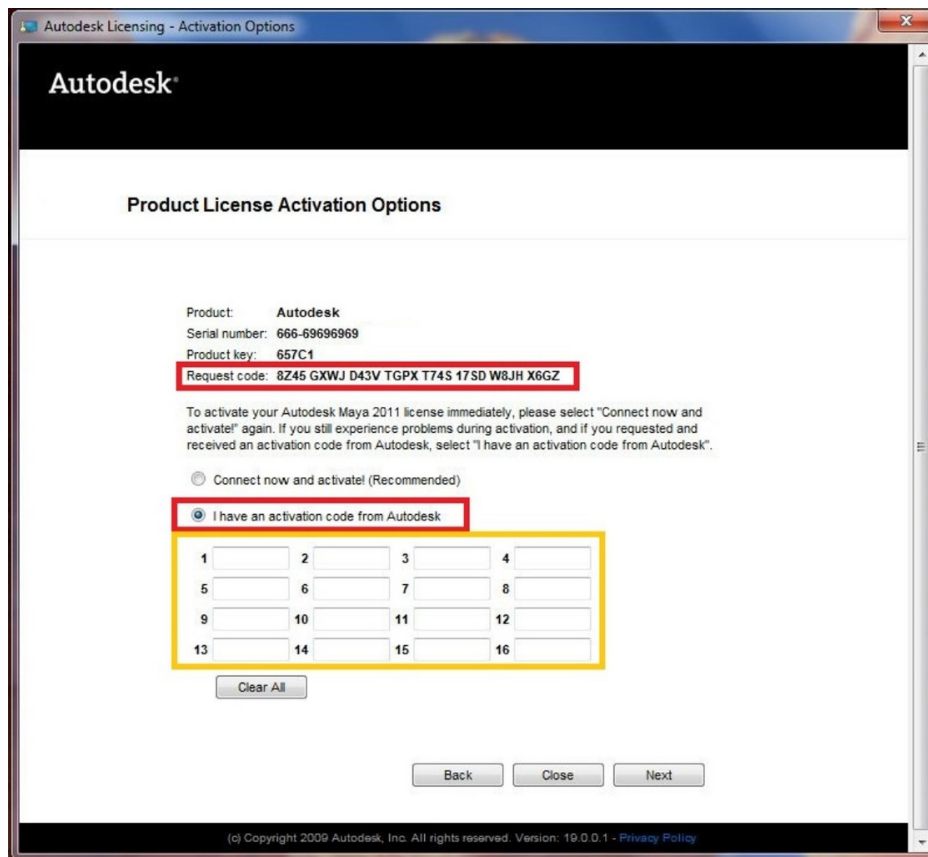 Autodesk Licensing - Activation Options
Autodesk®
Product License Activation Options
Product: Autodesk
Serial number: 666-69696969
Product key: 657C1
Request code: 8Z45 GXWJ D43V TGPX T74S 17SD W8JH X6GZ
To activate your Autodesk Maya 2011 license immediately, please select "Connect now and
activate!" again. If you still experience problems during activation, and if you requested and
received an activation code from Autodesk, select "I have an activation code from Autodesk".
Connect now and activate! (Recommended)
I have an activation code from Autodesk
1 2 3 4
5 6 7 8
9 10 11 12
13 14 15 16
Clear All
Back Close Next
(c) Copyright 2009 Autodesk, Inc. All rights reserved. Version: 19.0.0.1 - Privacy Policy